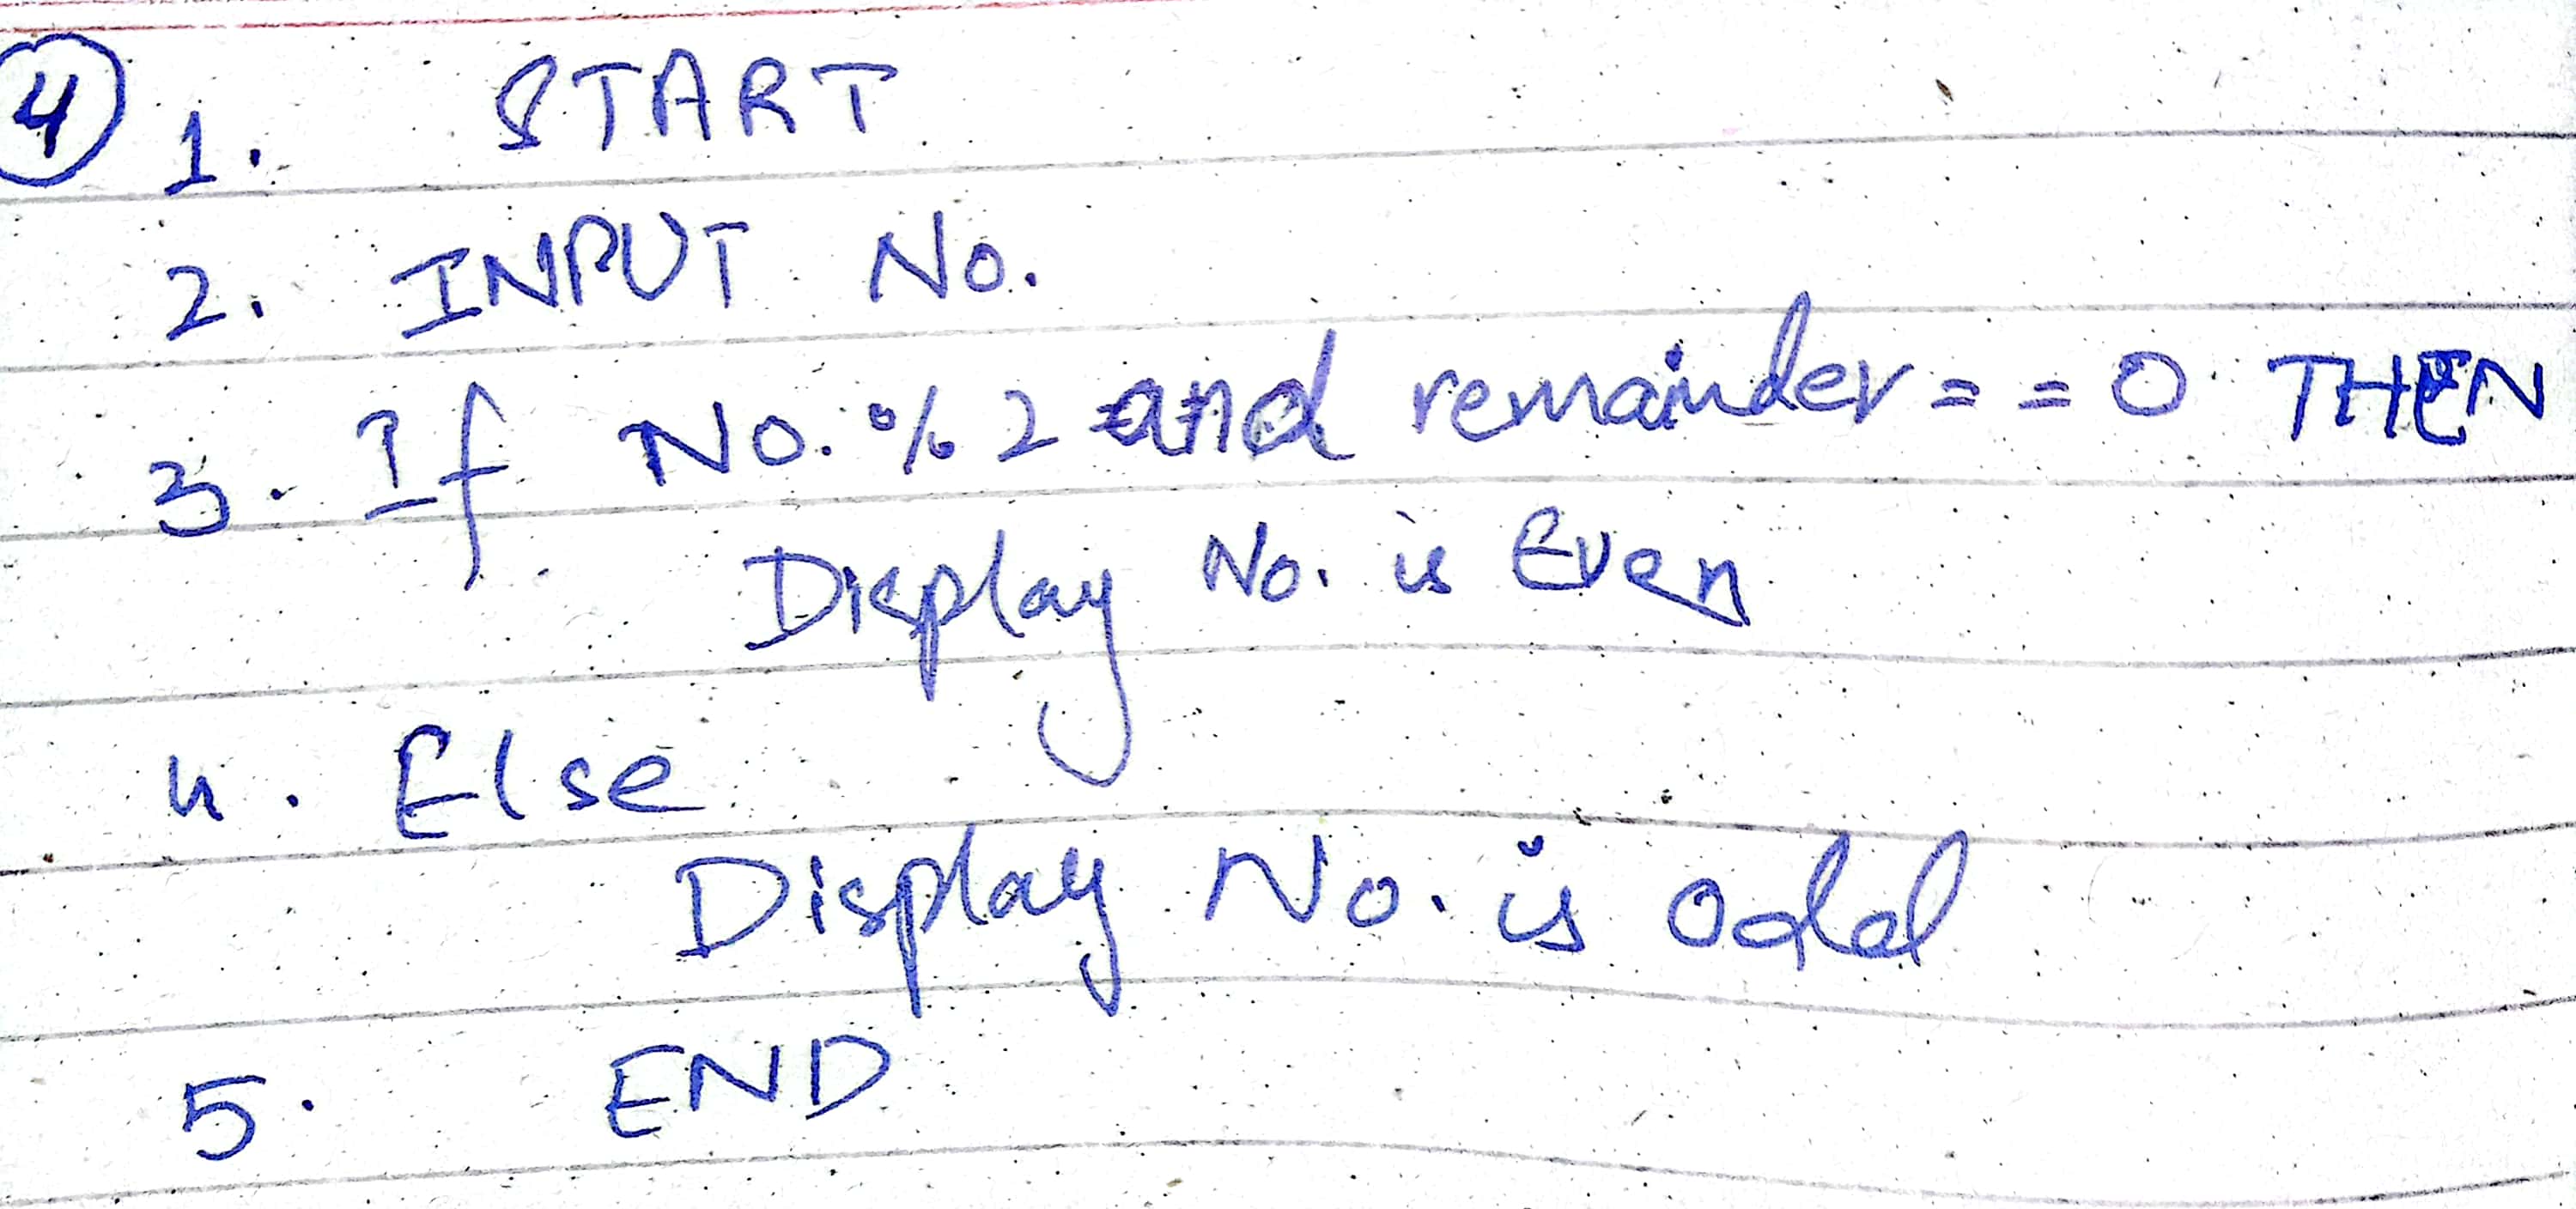 4 1. START
2. INPUT No.
3. If No. % 2 and remainder = = 0 THEN
Display No. is Even
4. Else
Display No. is odd
5. END